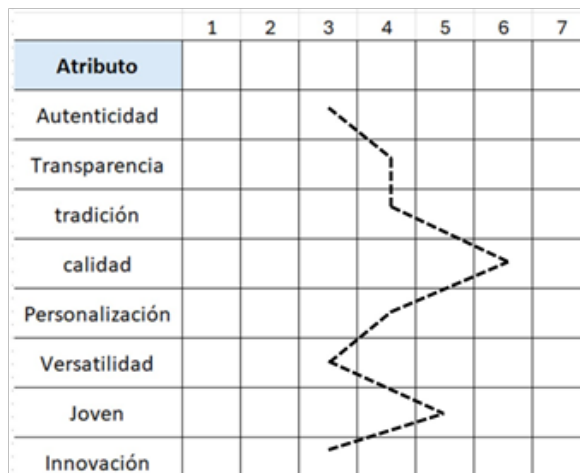 1 2 3 4 5 6 7
Atributo
Autenticidad
Transparencia
tradición
calidad
Personalización
Versatilidad
Joven
Innovación